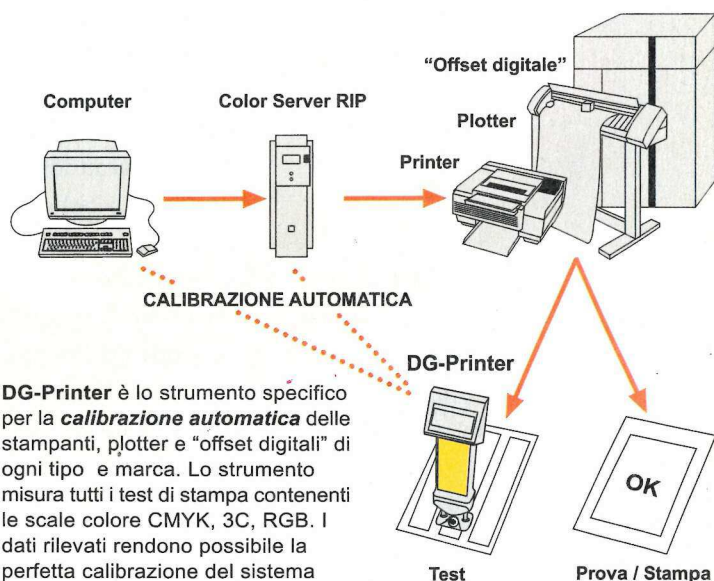 "Offset digitale"
Computer
Color Server RIP
Plotter
Printer
CALIBRAZIONE AUTOMATICA
DG-Printer
DG-Printer è lo strumento specifico
per la calibrazione automatica delle
stampanti, plotter e "offset digitali" di
ogni tipo e marca. Lo strumento
misura tutti i test di stampa contenenti
le scale colore CMYK, 3C, RGB. I
dati rilevati rendono possibile la
perfetta calibrazione del sistema
OK
Test
Prova / Stampa